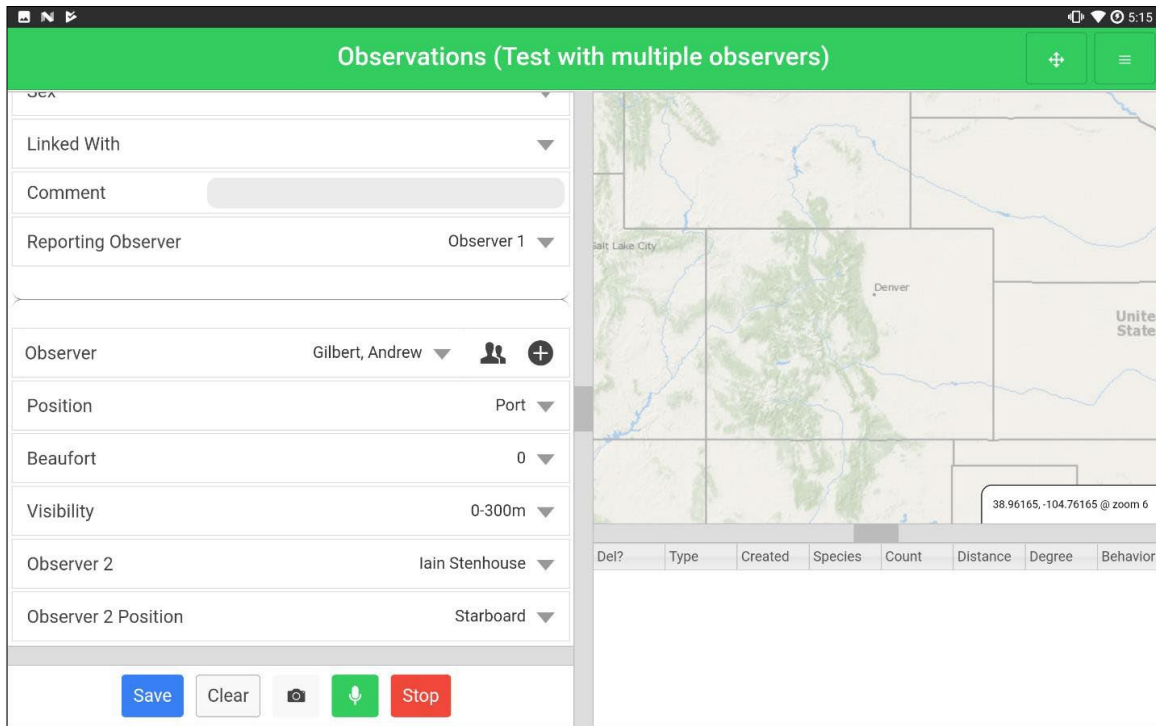 5:15
Observations (Test with multiple observers)
Sex
Linked With
Comment
Reporting Observer Observer 1
Observer Gilbert, Andrew
Position Port
Beaufort 0
Visibility 0-300m
Observer 2 Iain Stenhouse
Observer 2 Position Starboard
Save Clear Stop
Salt Lake City
Denver
Unite
State
38.96165, -104.76165 @ zoom 6
Del? Type Created Species Count Distance Degree Behavior